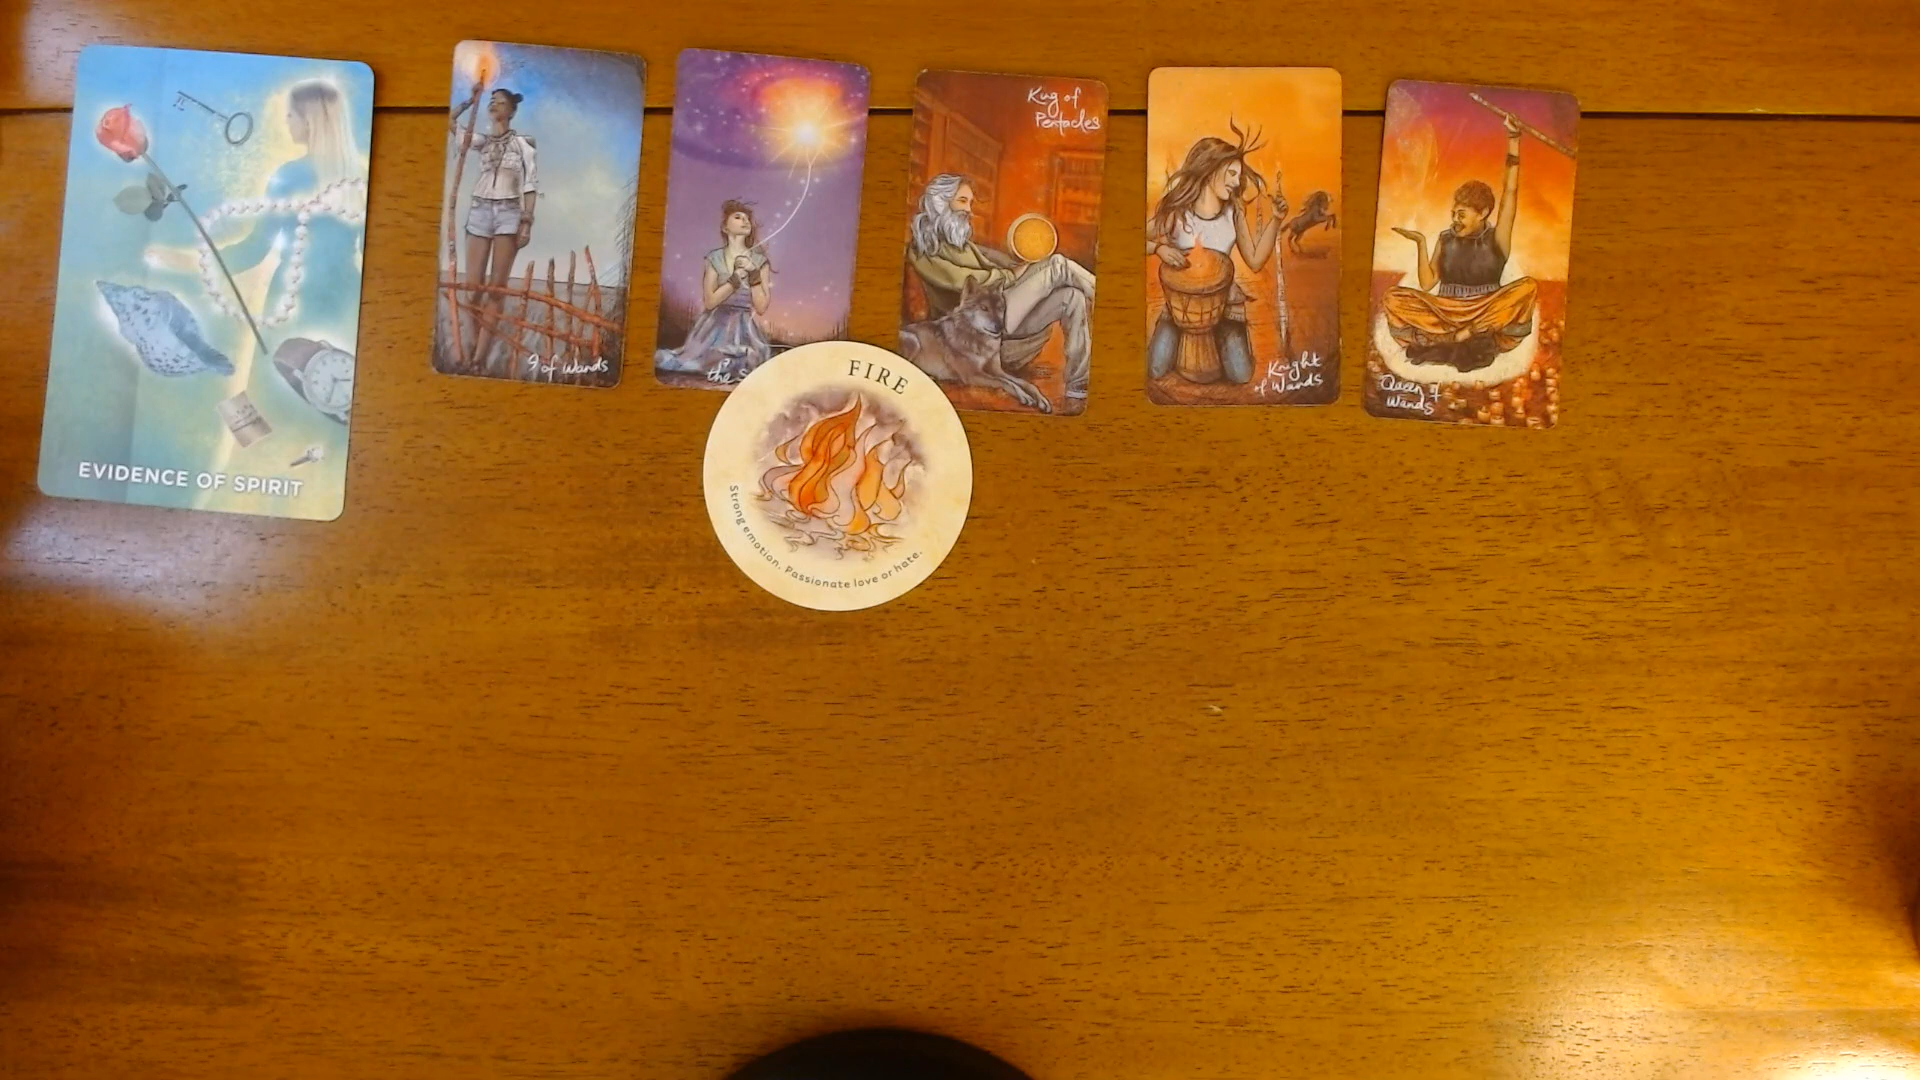 EVIDENCE OF SPIRIT
9 of Wands
the S
King of
Pentacles
Knight
of Wands
Queen of
Wands
FIRE
Strong emotion. Passionate love or hate.